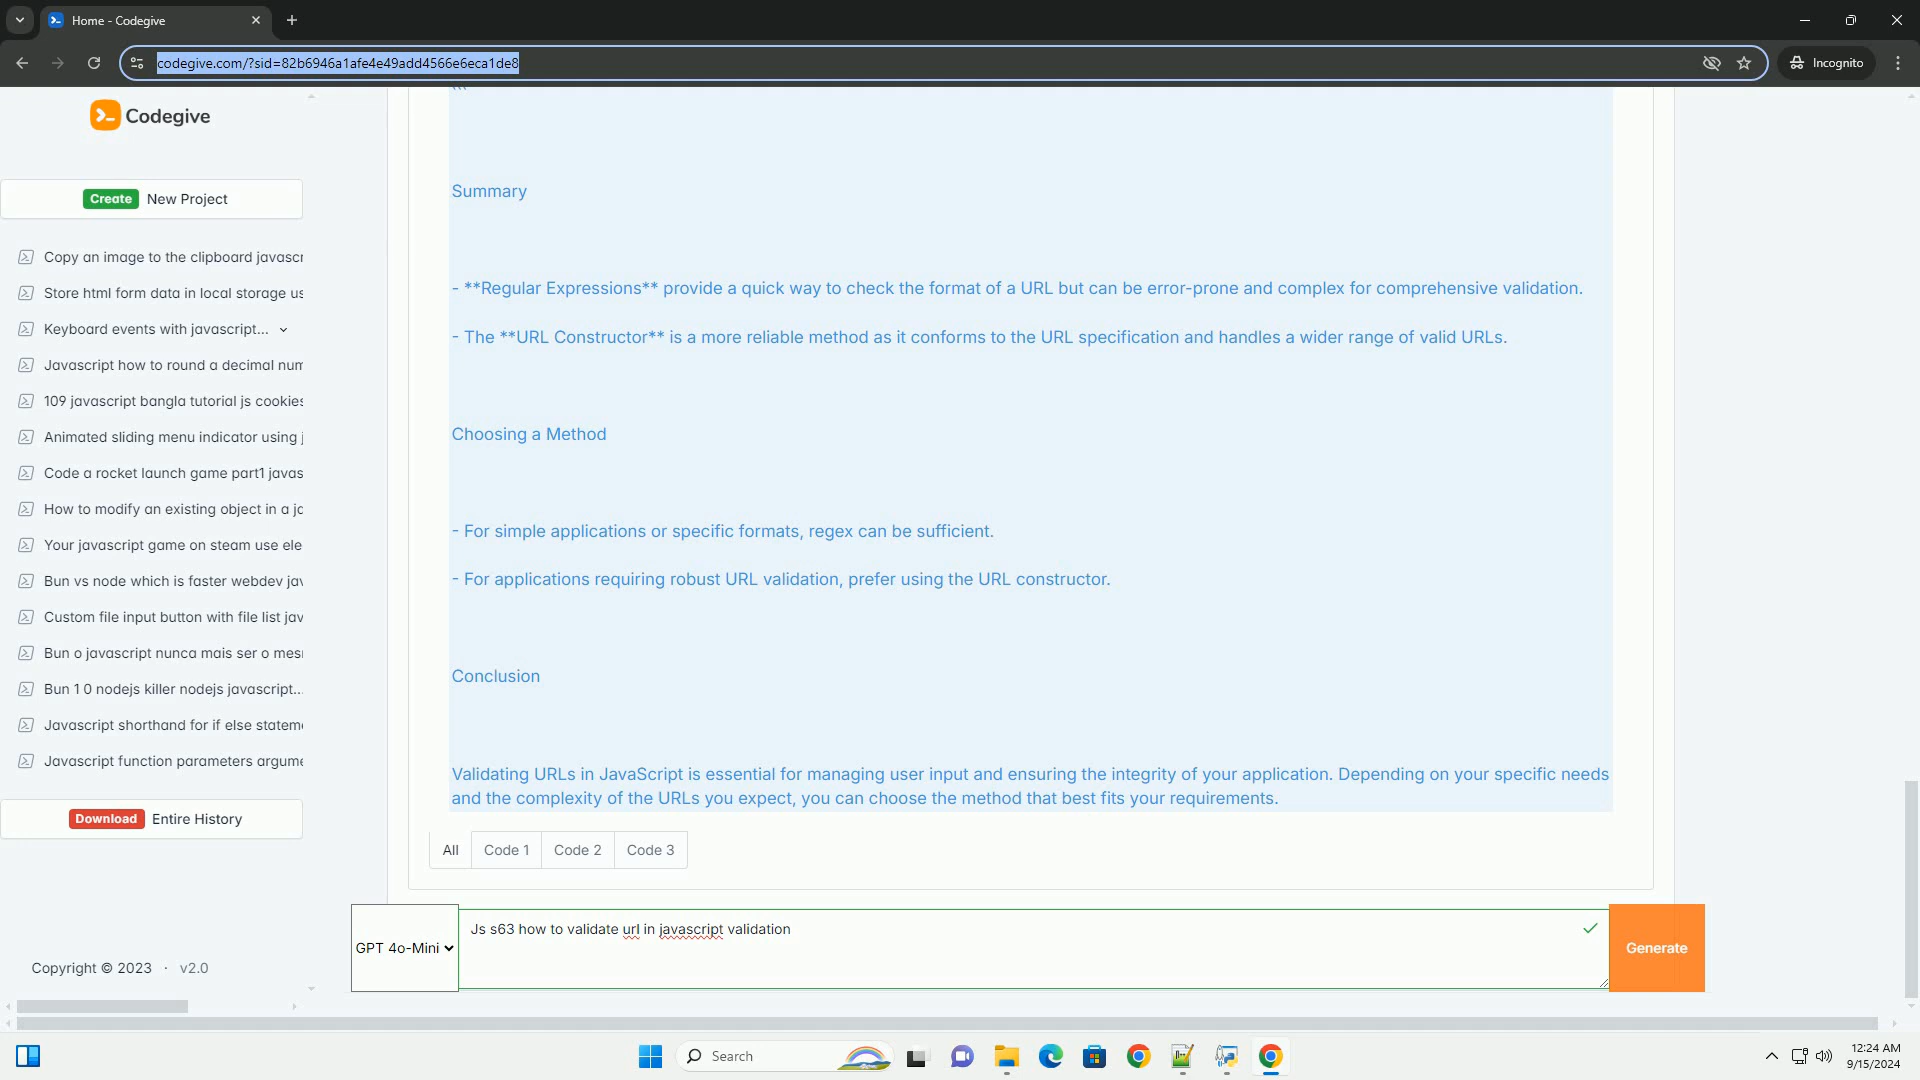 Home - Codegive
codegive.com/?sid=82b6946a1afe4e49add4566e6eca1de8
Incognito
Codegive
Create New Project
Copy an image to the clipboard javascr
Store html form data in local storage us
Keyboard events with javascript...
Javascript how to round a decimal num
109 javascript bangla tutorial js cookies
Animated sliding menu indicator using j
Code a rocket launch game part1 javas
How to modify an existing object in a jc
Your javascript game on steam use ele
Bun vs node which is faster webdev jav
Custom file input button with file list jav
Bun o javascript nunca mais ser o mesi
Bun 1 0 nodejs killer nodejs javascript...
Javascript shorthand for if else stateme
Javascript function parameters argume
Download Entire History
Copyright © 2023 · v2.0
```
Summary
- **Regular Expressions** provide a quick way to check the format of a URL but can be error-prone and complex for comprehensive validation.
- The **URL Constructor** is a more reliable method as it conforms to the URL specification and handles a wider range of valid URLs.
Choosing a Method
- For simple applications or specific formats, regex can be sufficient.
- For applications requiring robust URL validation, prefer using the URL constructor.
Conclusion
Validating URLs in JavaScript is essential for managing user input and ensuring the integrity of your application. Depending on your specific needs
and the complexity of the URLs you expect, you can choose the method that best fits your requirements.
All Code 1 Code 2 Code 3
GPT 4o-Mini
Js s63 how to validate url in javascript validation
Generate
Search
12:24 AM
9/15/2024